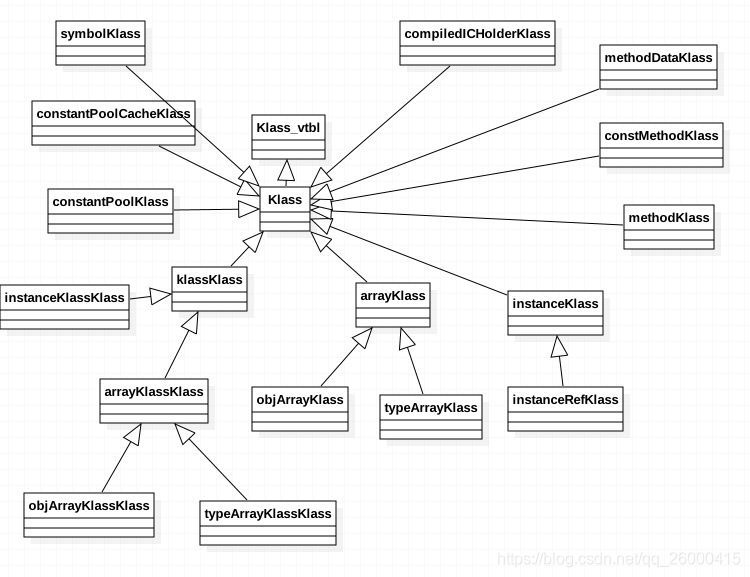 symbolKlass
compiledICHolderKlass
methodDataKlass
constantPoolCacheKlass
Klass_vtbl
constMethodKlass
constantPoolKlass
Klass
methodKlass
klassKlass
instanceKlassKlass
arrayKlass
instanceKlass
arrayKlassKlass
objArrayKlass
typeArrayKlass
instanceRefKlass
objArrayKlassKlass
typeArrayKlassKlass
https://blog.csdn.net/qq_26000415